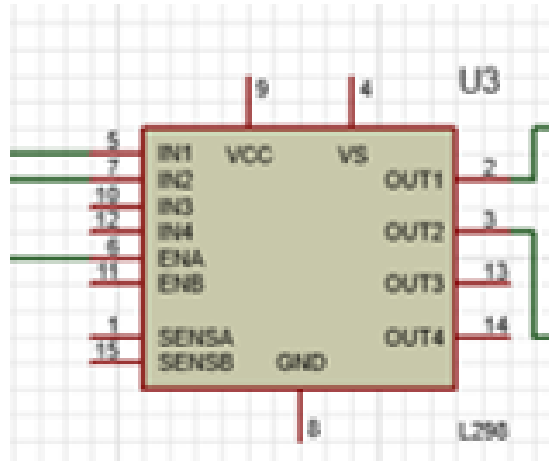 9 4 U3
5 IN1 VCC VS
7 IN2 OUT1 2
10 IN3
12 IN4 OUT2 3
6 ENA
11 ENB OUT3 13
1 SENSA OUT4 14
15 SENSB GND
8 L298